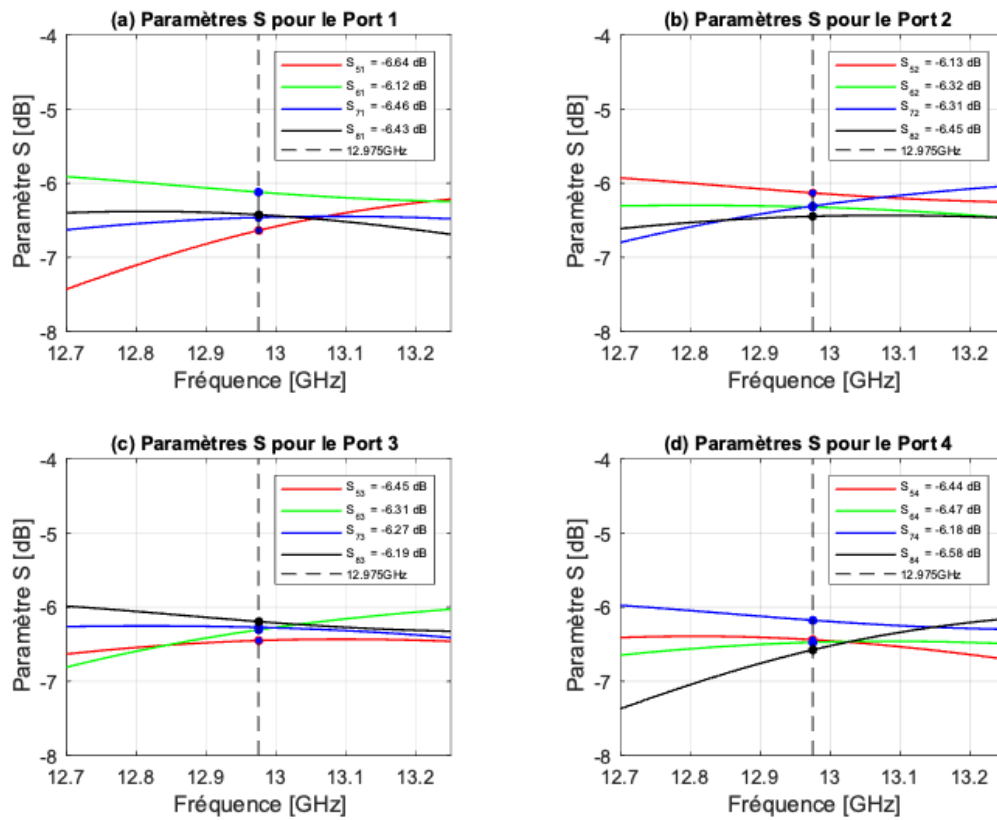 (a) Paramètres S pour le Port 1
-4
-5
-6
-7
-8
Paramètre S [dB]
S51 = -6.64 dB
S61 = -6.12 dB
S71 = -6.46 dB
S81 = -6.43 dB
12.975GHz
12.7 12.8 12.9 13 13.1 13.2
Fréquence [GHz]
(b) Paramètres S pour le Port 2
-4
-5
-6
-7
-8
Paramètre S [dB]
S52 = -6.13 dB
S62 = -6.32 dB
S72 = -6.31 dB
S82 = -6.45 dB
12.975GHz
12.7 12.8 12.9 13 13.1 13.2
Fréquence [GHz]
(c) Paramètres S pour le Port 3
-4
-5
-6
-7
-8
Paramètre S [dB]
S53 = -6.45 dB
S63 = -6.31 dB
S73 = -6.27 dB
S83 = -6.19 dB
12.975GHz
12.7 12.8 12.9 13 13.1 13.2
Fréquence [GHz]
(d) Paramètres S pour le Port 4
-4
-5
-6
-7
-8
Paramètre S [dB]
S54 = -6.44 dB
S64 = -6.47 dB
S74 = -6.18 dB
S84 = -6.58 dB
12.975GHz
12.7 12.8 12.9 13 13.1 13.2
Fréquence [GHz]